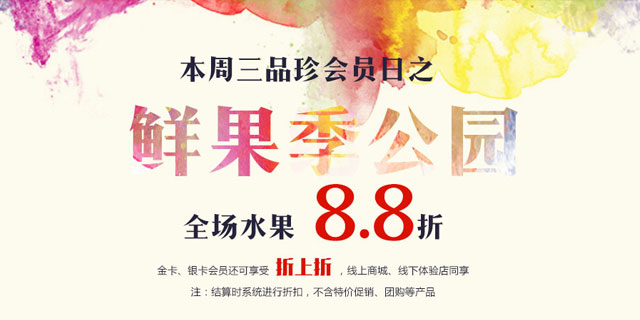 本周三品珍会员日之
鲜果季公园
全场水果 8.8折
金卡、银卡会员还可享受 折上折 ，线上商城、线下体验店同享
注：结算时系统进行折扣，不含特价促销、团购等产品